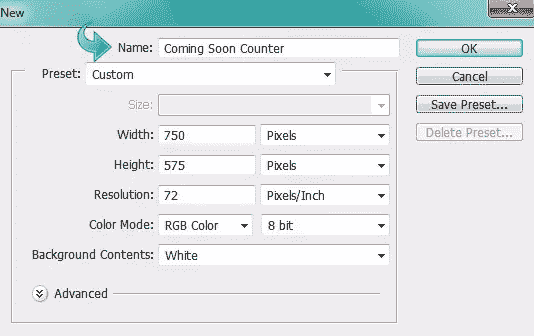 New
Name: Coming Soon Counter
OK
Preset: Custom
Cancel
Size:
Save Preset...
Width: 750 Pixels
Delete Preset...
Height: 575 Pixels
Resolution: 72 Pixels/Inch
Color Mode: RGB Color 8 bit
Background Contents: White
Advanced